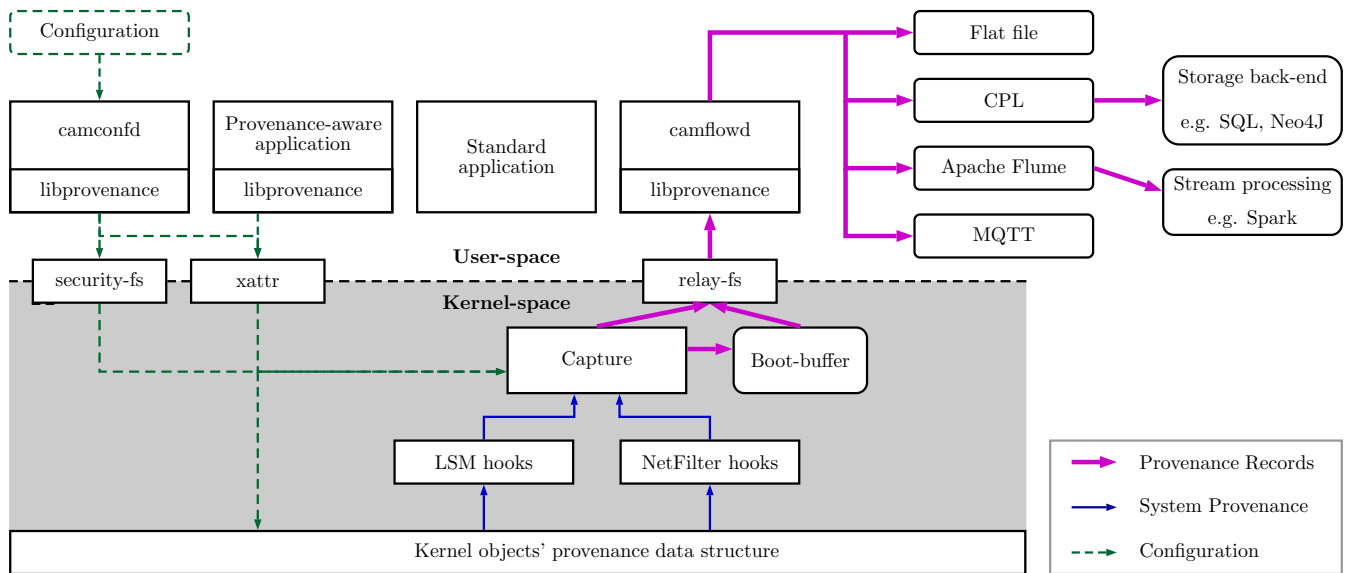 Configuration
Flat file
CPL
Storage back-end
e.g. SQL, Neo4J
camconfd
Provenance-aware
application
Standard
application
camflowd
libprovenance
libprovenance
libprovenance
Apache Flume
Stream processing
e.g. Spark
MQTT
User-space
security-fs
xattr
relay-fs
Kernel-space
Capture
Boot-buffer
LSM hooks
NetFilter hooks
Provenance Records
System Provenance
Configuration
Kernel objects' provenance data structure